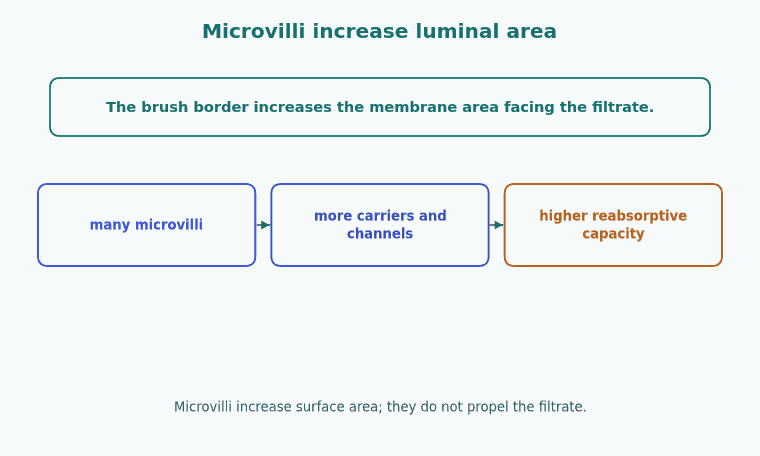 Microvilli increase luminal area
The brush border increases the membrane area facing the filtrate.
many microvilli
more carriers and
channels
higher reabsorptive
capacity
Microvilli increase surface area; they do not propel the filtrate.